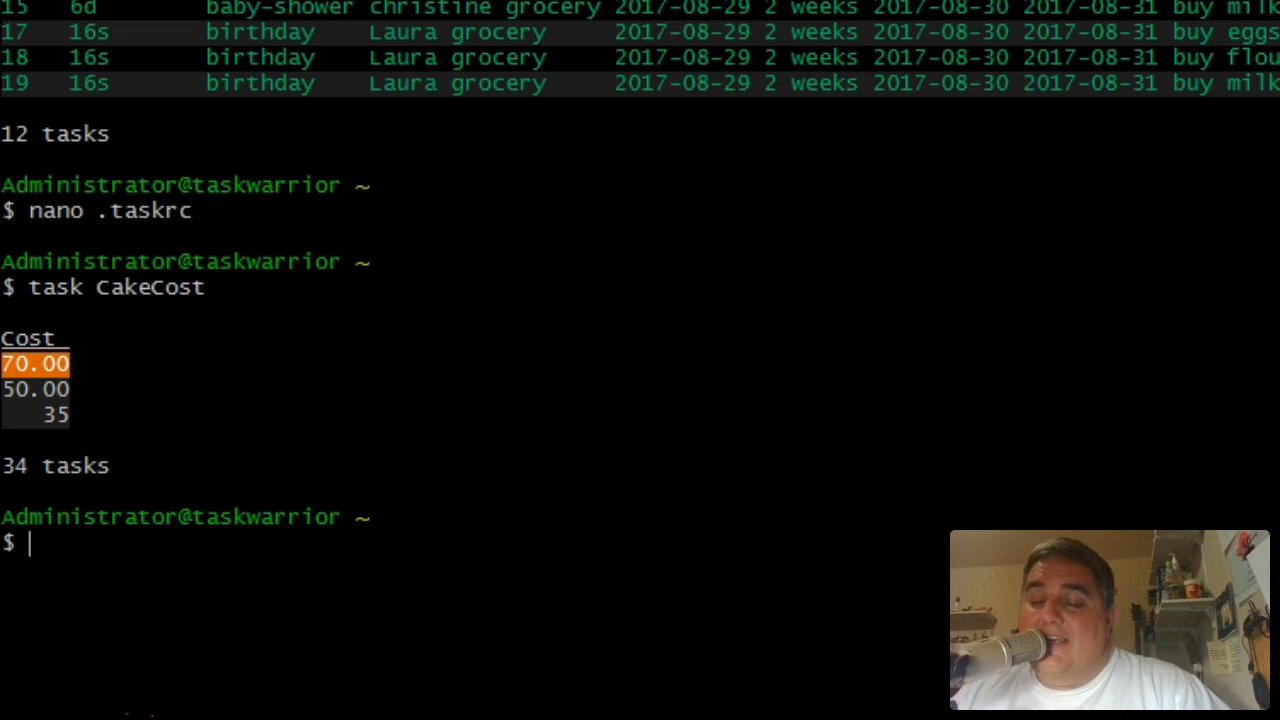 15 6d baby-shower christine grocery 2017-08-29 2 weeks 2017-08-30 2017-08-31 buy milk
17 16s birthday Laura grocery 2017-08-29 2 weeks 2017-08-30 2017-08-31 buy eggs
18 16s birthday Laura grocery 2017-08-29 2 weeks 2017-08-30 2017-08-31 buy flou
19 16s birthday Laura grocery 2017-08-29 2 weeks 2017-08-30 2017-08-31 buy milk
12 tasks
Administrator@taskwarrior ~
$ nano .taskrc
Administrator@taskwarrior ~
$ task CakeCost
Cost
70.00
50.00
35
34 tasks
Administrator@taskwarrior ~
$